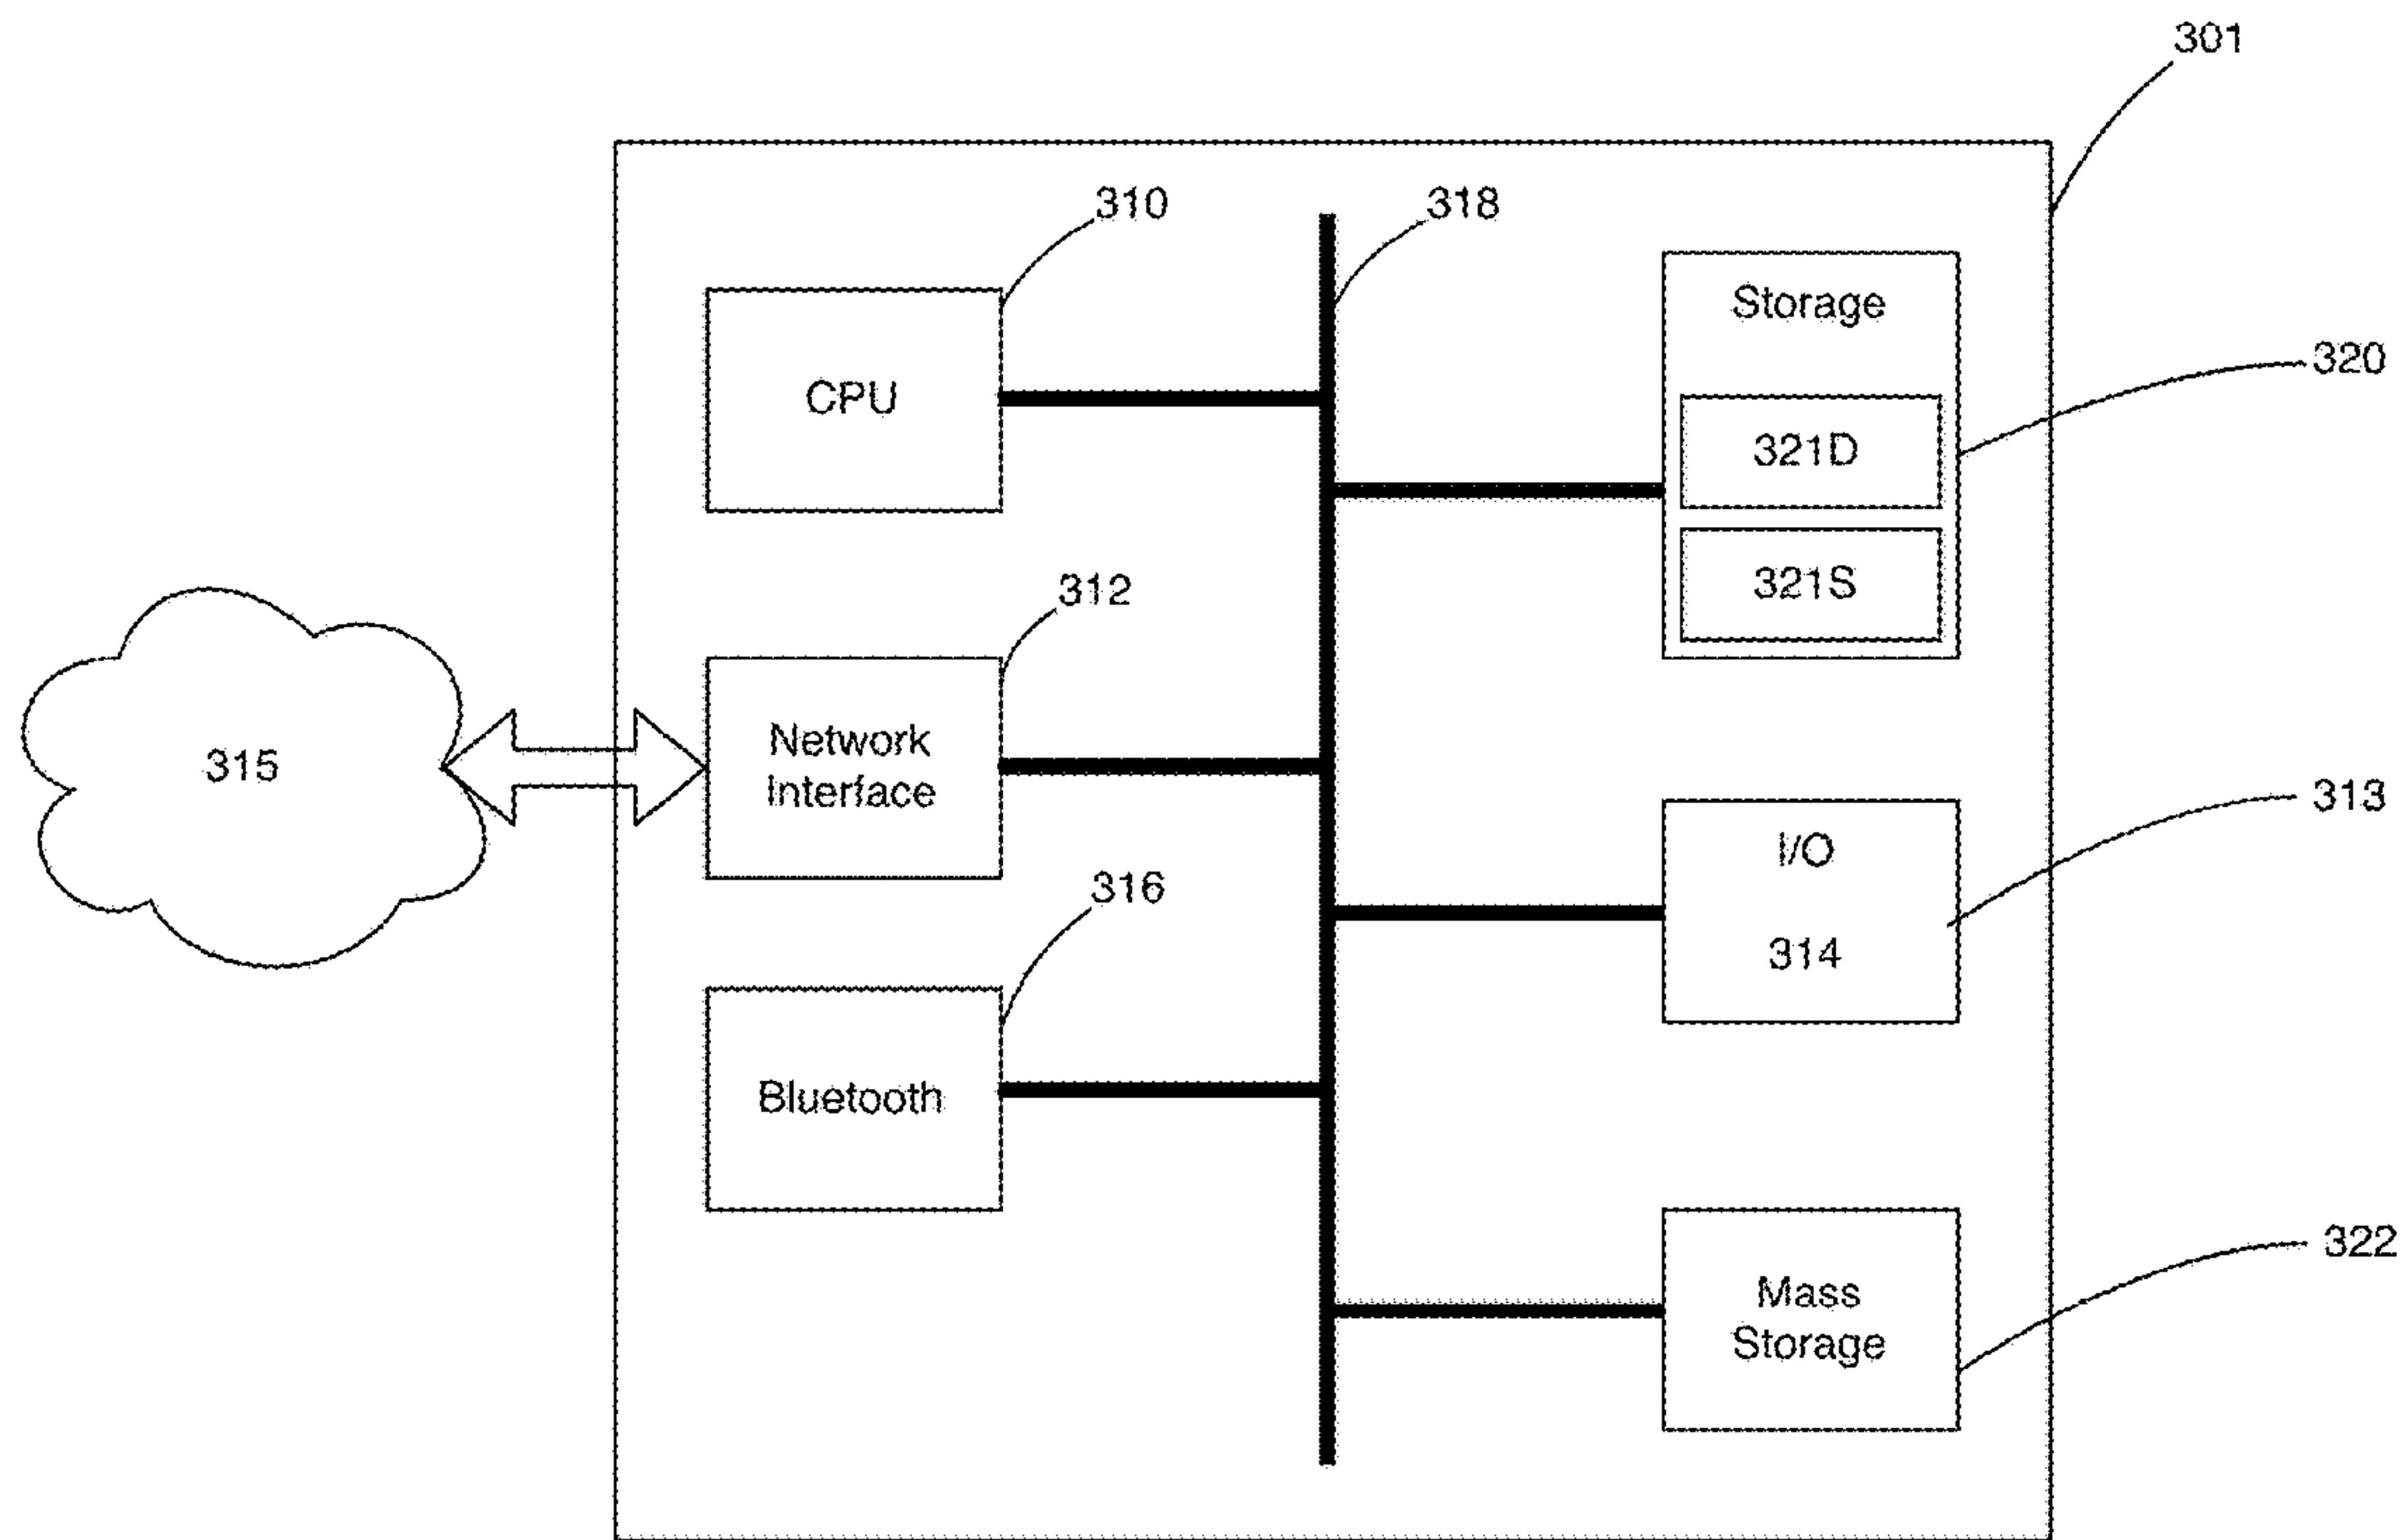 301
310
318
CPU
Storage
320
321D
321S
312
315
Network
Interface
316
313
I/O
314
Bluetooth
322
Mass
Storage